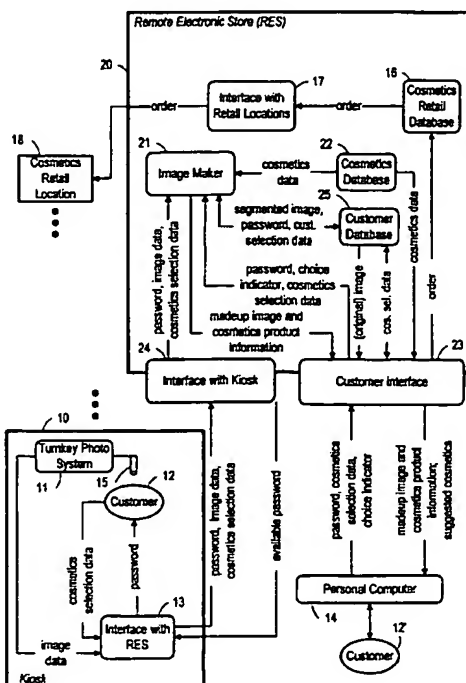 Remote Electronic Store (RES)
20
16
17
Interface with
Retail Locations
order
order
Cosmetics
Retail
Database
18
Cosmetics
Retail
Location
21
Image Maker
cosmetics
data
22
Cosmetics
Database
25
Customer
Database
segmented image,
password, cust.
selection data
password, choice
indicator, cosmetics
selection data
madeup image and
cosmetics product
information
(original) image
cos. sel. data
cosmetics data
order
password, image data,
cosmetics selection data
24
Interface with Kiosk
23
Customer Interface
10
Turnkey Photo
System
11
15
12
Customer
cosmetics
selection data
password
13
Interface with
RES
image
data
Kiosk
password, image data,
cosmetics selection data
available password
password, cosmetics
selection data,
choice indicator
madeup image and
cosmetics product
information;
suggested cosmetics
Personal Computer
14
12'
Customer